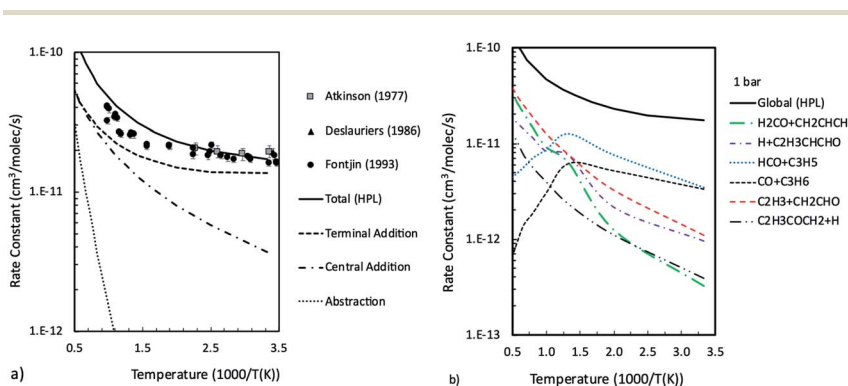 1.E-10
1.E-11
1.E-12
0.5 1.5 2.5 3.5
Rate Constant (cm³/molec/s)
Temperature (1000/T(K))
a)
Atkinson (1977)
Deslauriers (1986)
Fontjin (1993)
Total (HPL)
Terminal Addition
Central Addition
Abstraction
1.E-10
1.E-11
1.E-12
1.E-13
0.5 1.0 1.5 2.0 2.5 3.0 3.5
Rate Constant (cm³/molec/s)
Temperature (1000/T(K))
b)
1 bar
Global (HPL)
H2CO+CH2CHCH
H+C2H3CHCHO
HCO+C3H5
CO+C3H6
C2H3+CH2CHO
C2H3COCH2+H